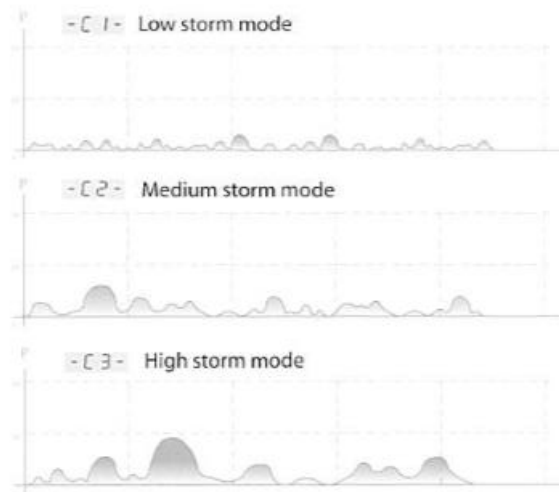 P
-C1- Low storm mode
P
-C2- Medium storm mode
P
-C3- High storm mode